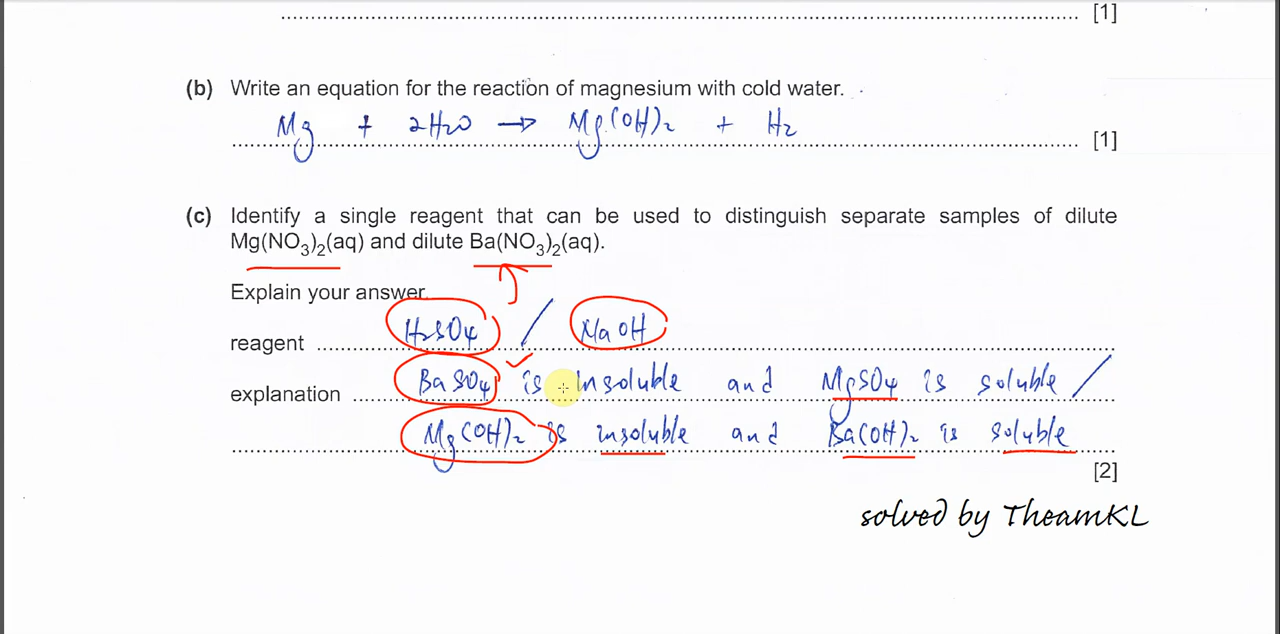 [1]
(b) Write an equation for the reaction of magnesium with cold water.
Mg + 2H2O → Mg(OH)2 + H2
[1]
(c) Identify a single reagent that can be used to distinguish separate samples of dilute
Mg(NO3)2(aq) and dilute Ba(NO3)2(aq).
Explain your answer.
reagent H2SO4 / NaOH
explanation BaSO4 is insoluble and MgSO4 is soluble /
Mg(OH)2 is insoluble and Ba(OH)2 is soluble
[2]
solved by TheamKL